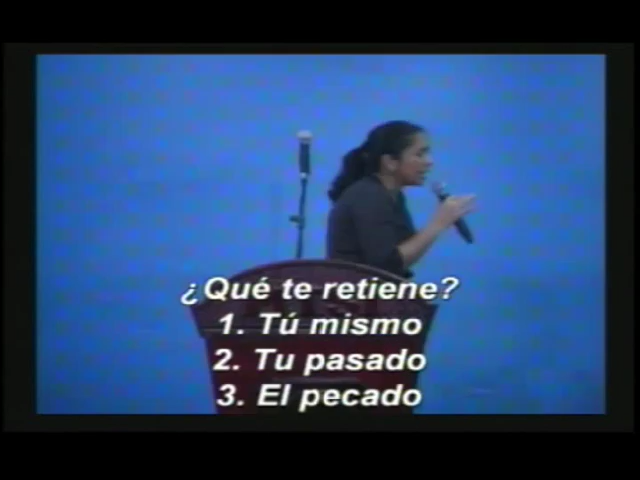 ¿Qué te retiene?
1. Tú mismo
2. Tu pasado
3. El pecado